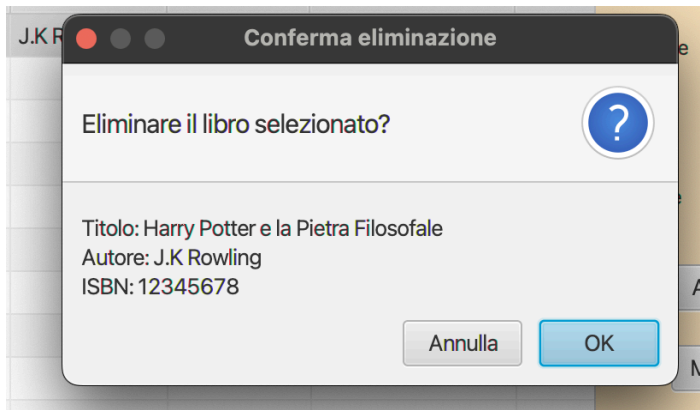 J.K R
Conferma eliminazione
e
Eliminare il libro selezionato?
?
Titolo: Harry Potter e la Pietra Filosofale
Autore: J.K Rowling
ISBN: 12345678
Annulla
OK